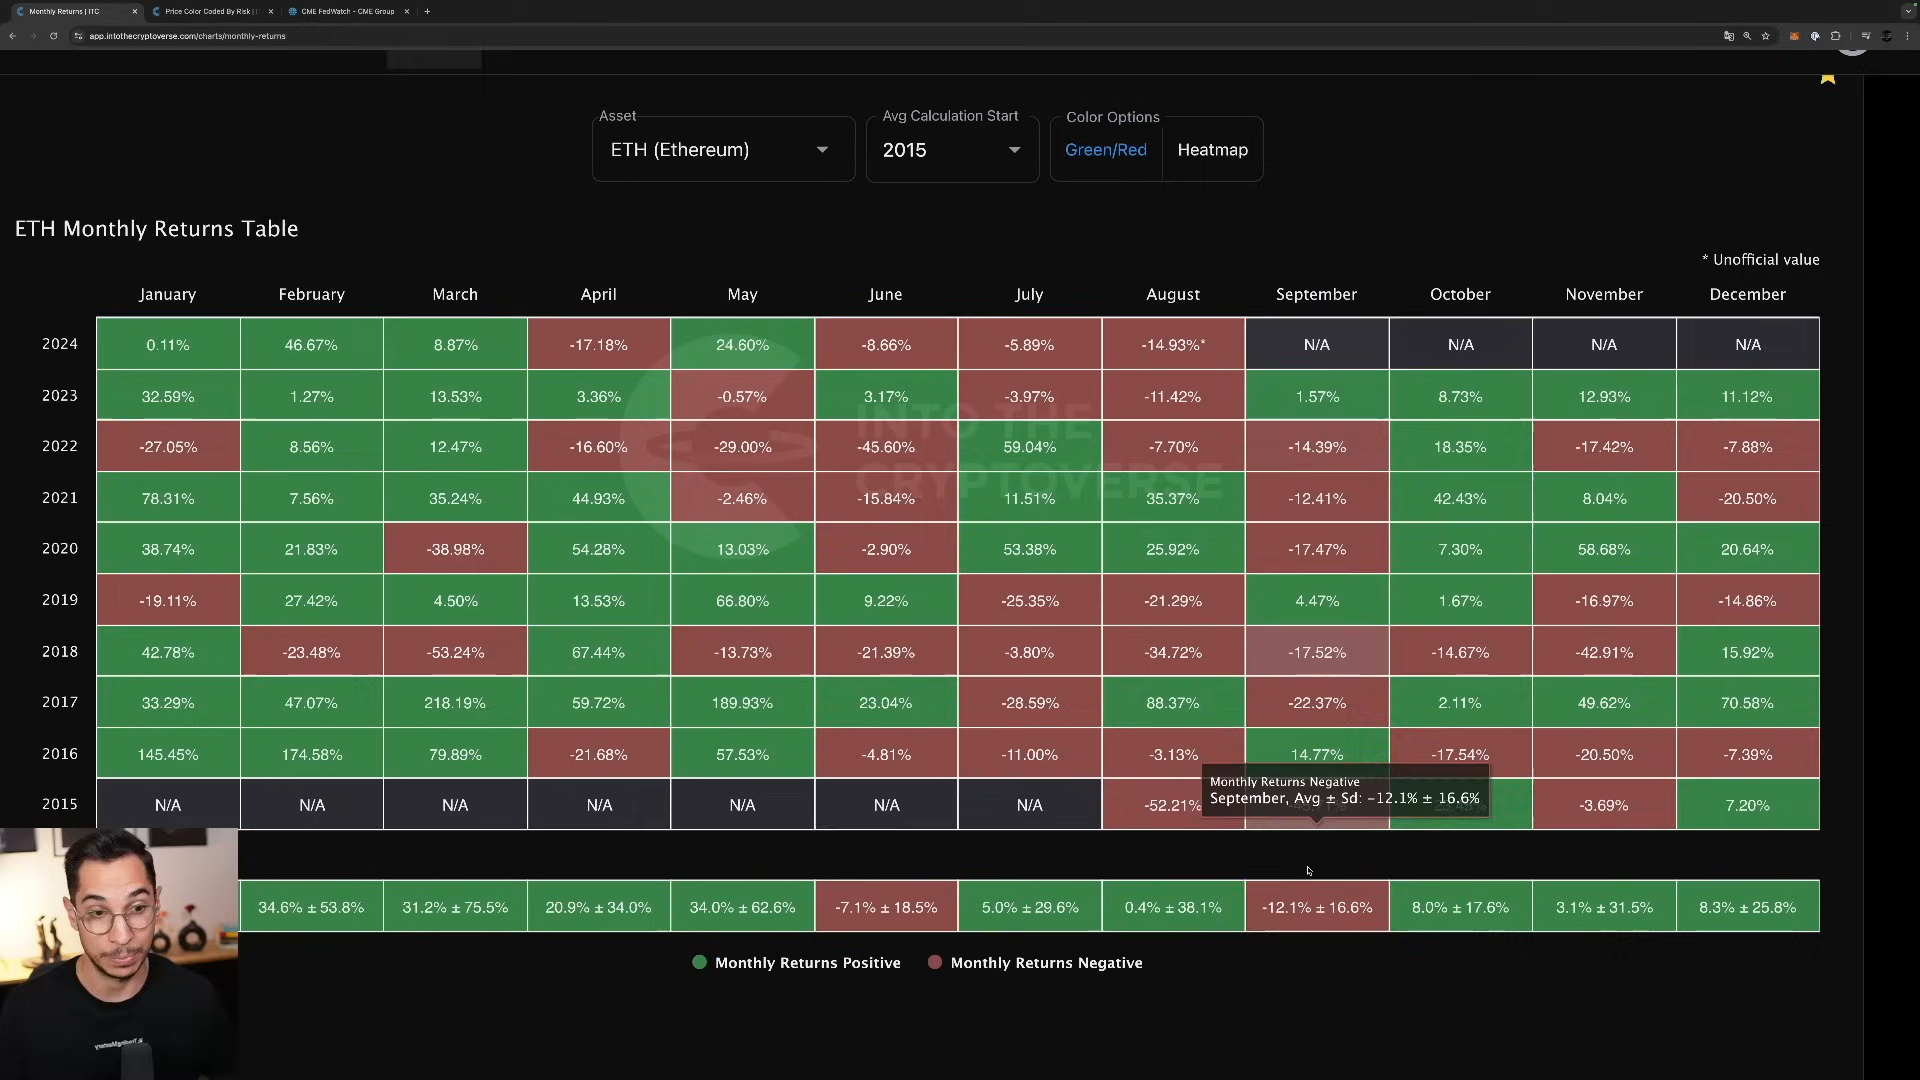 Monthly Returns | ITC
Price Color Coded By Risk |
CME FedWatch - CME Group
app.intothecryptoverse.com/charts/monthly-returns
Asset
ETH (Ethereum)
Avg Calculation Start
2015
Color Options
Green/Red
Heatmap
ETH Monthly Returns Table
* Unofficial value
January February March April May June July August September October November December
2024 0.11% 46.67% 8.87% -17.18% 24.60% -8.66% -5.89% -14.93%* N/A N/A N/A N/A
2023 32.59% 1.27% 13.53% 3.36% -0.57% 3.17% -3.97% -11.42% 1.57% 8.73% 12.93% 11.12%
2022 -27.05% 8.56% 12.47% -16.60% -29.00% -45.60% 59.04% -7.70% -14.39% 18.35% -17.42% -7.88%
2021 78.31% 7.56% 35.24% 44.93% -2.46% -15.84% 11.51% 35.37% -12.41% 42.43% 8.04% -20.50%
2020 38.74% 21.83% -38.98% 54.28% 13.03% -2.90% 53.38% 25.92% -17.47% 7.30% 58.68% 20.64%
2019 -19.11% 27.42% 4.50% 13.53% 66.80% 9.22% -25.35% -21.29% 4.47% 1.67% -16.97% -14.86%
2018 42.78% -23.48% -53.24% 67.44% -13.73% -21.39% -3.80% -34.72% -17.52% -14.67% -42.91% 15.92%
2017 33.29% 47.07% 218.19% 59.72% 189.93% 23.04% -28.59% 88.37% -22.37% 2.11% 49.62% 70.58%
2016 145.45% 174.58% 79.89% -21.68% 57.53% -4.81% -11.00% -3.13% 14.77% -17.54% -20.50% -7.39%
2015 N/A N/A N/A N/A N/A N/A N/A -52.21% -3.69% 7.20%
INTO THE
CRYPTOVERSE
Monthly Returns Negative
September, Avg ± Sd: -12.1% ± 16.6%
34.6% ± 53.8% 31.2% ± 75.5% 20.9% ± 34.0% 34.0% ± 62.6% -7.1% ± 18.5% 5.0% ± 29.6% 0.4% ± 38.1% -12.1% ± 16.6% 8.0% ± 17.6% 3.1% ± 31.5% 8.3% ± 25.8%
Monthly Returns Positive
Monthly Returns Negative